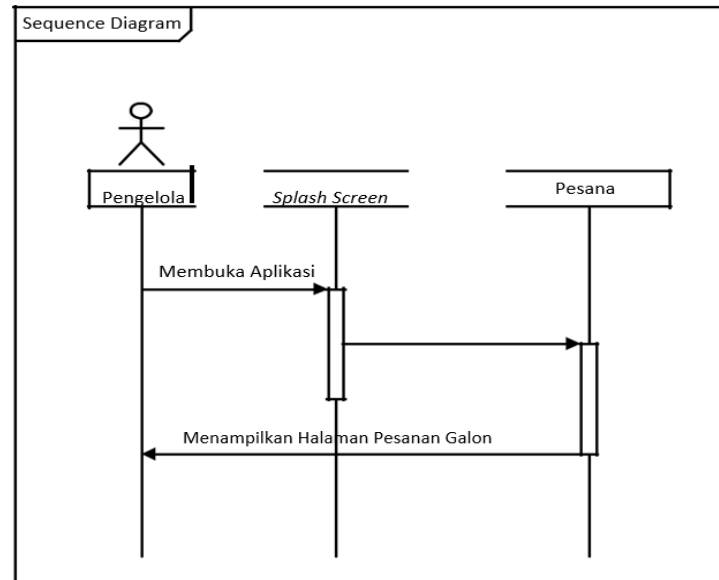 Sequence Diagram
Pengelola
Splash Screen
Pesana
Membuka Aplikasi
Menampilkan Halaman Pesanan Galon